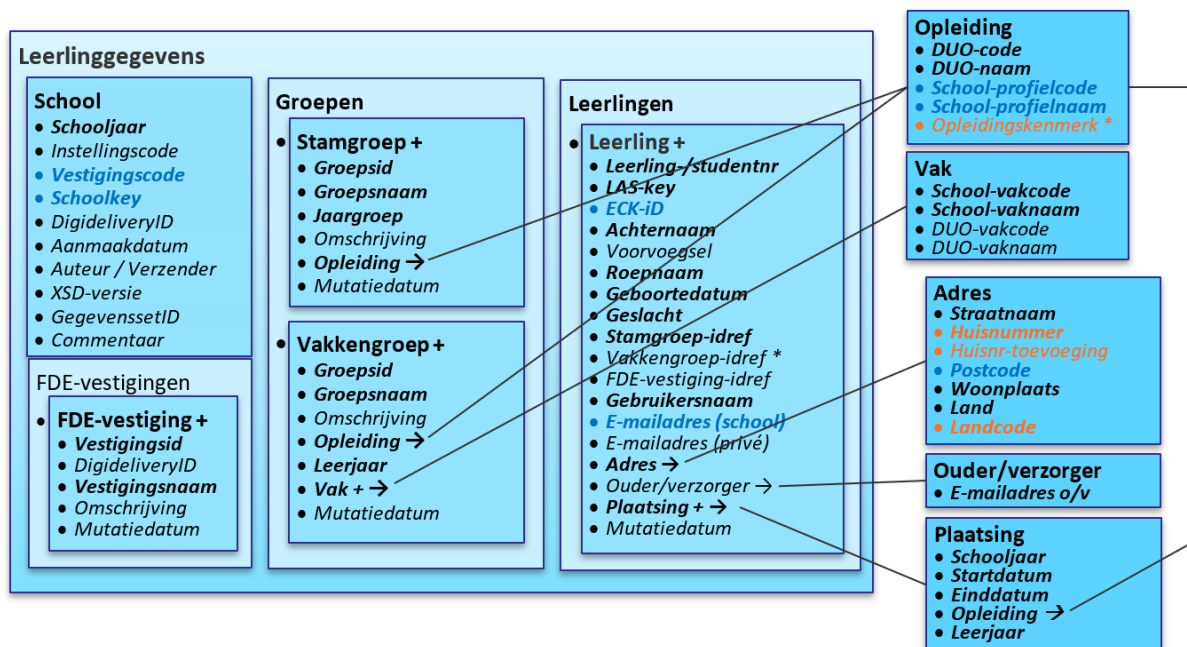 Leerlinggegevens
School
• Schooljaar
• Instellingscode
• Vestigingscode
• Schoolkey
• DigideliveryID
• Aanmaakdatum
• Auteur / Verzender
• XSD-versie
• GegevenssetID
• Commentaar
FDE-vestigingen
• FDE-vestiging +
• Vestigingsid
• DigideliveryID
• Vestigingsnaam
• Omschrijving
• Mutatiedatum
Groepen
• Stamgroep +
• Groepsid
• Groepsnaam
• Jaargroep
• Omschrijving
• Opleiding →
• Mutatiedatum
• Vakkengroep +
• Groepsid
• Groepsnaam
• Omschrijving
• Opleiding →
• Leerjaar
• Vak + →
• Mutatiedatum
Leerlingen
• Leerling +
• Leerling-/studentnr
• LAS-key
• ECK-iD
• Achternaam
• Voorvoegsel
• Roepnaam
• Geboortedatum
• Geslacht
• Stamgroep-idref
• Vakkengroep-idref *
• FDE-vestiging-idref
• Gebruikersnaam
• E-mailadres (school)
• E-mailadres (privé)
• Adres →
• Ouder/verzorger →
• Plaatsing + →
• Mutatiedatum
Opleiding
• DUO-code
• DUO-naam
• School-profielcode
• School-profielnaam
• Opleidingskenmerk *
Vak
• School-vakcode
• School-vaknaam
• DUO-vakcode
• DUO-vaknaam
Adres
• Straatnaam
• Huisnummer
• Huisnr-toevoeging
• Postcode
• Woonplaats
• Land
• Landcode
Ouder/verzorger
• E-mailadres o/v
Plaatsing
• Schooljaar
• Startdatum
• Einddatum
• Opleiding →
• Leerjaar